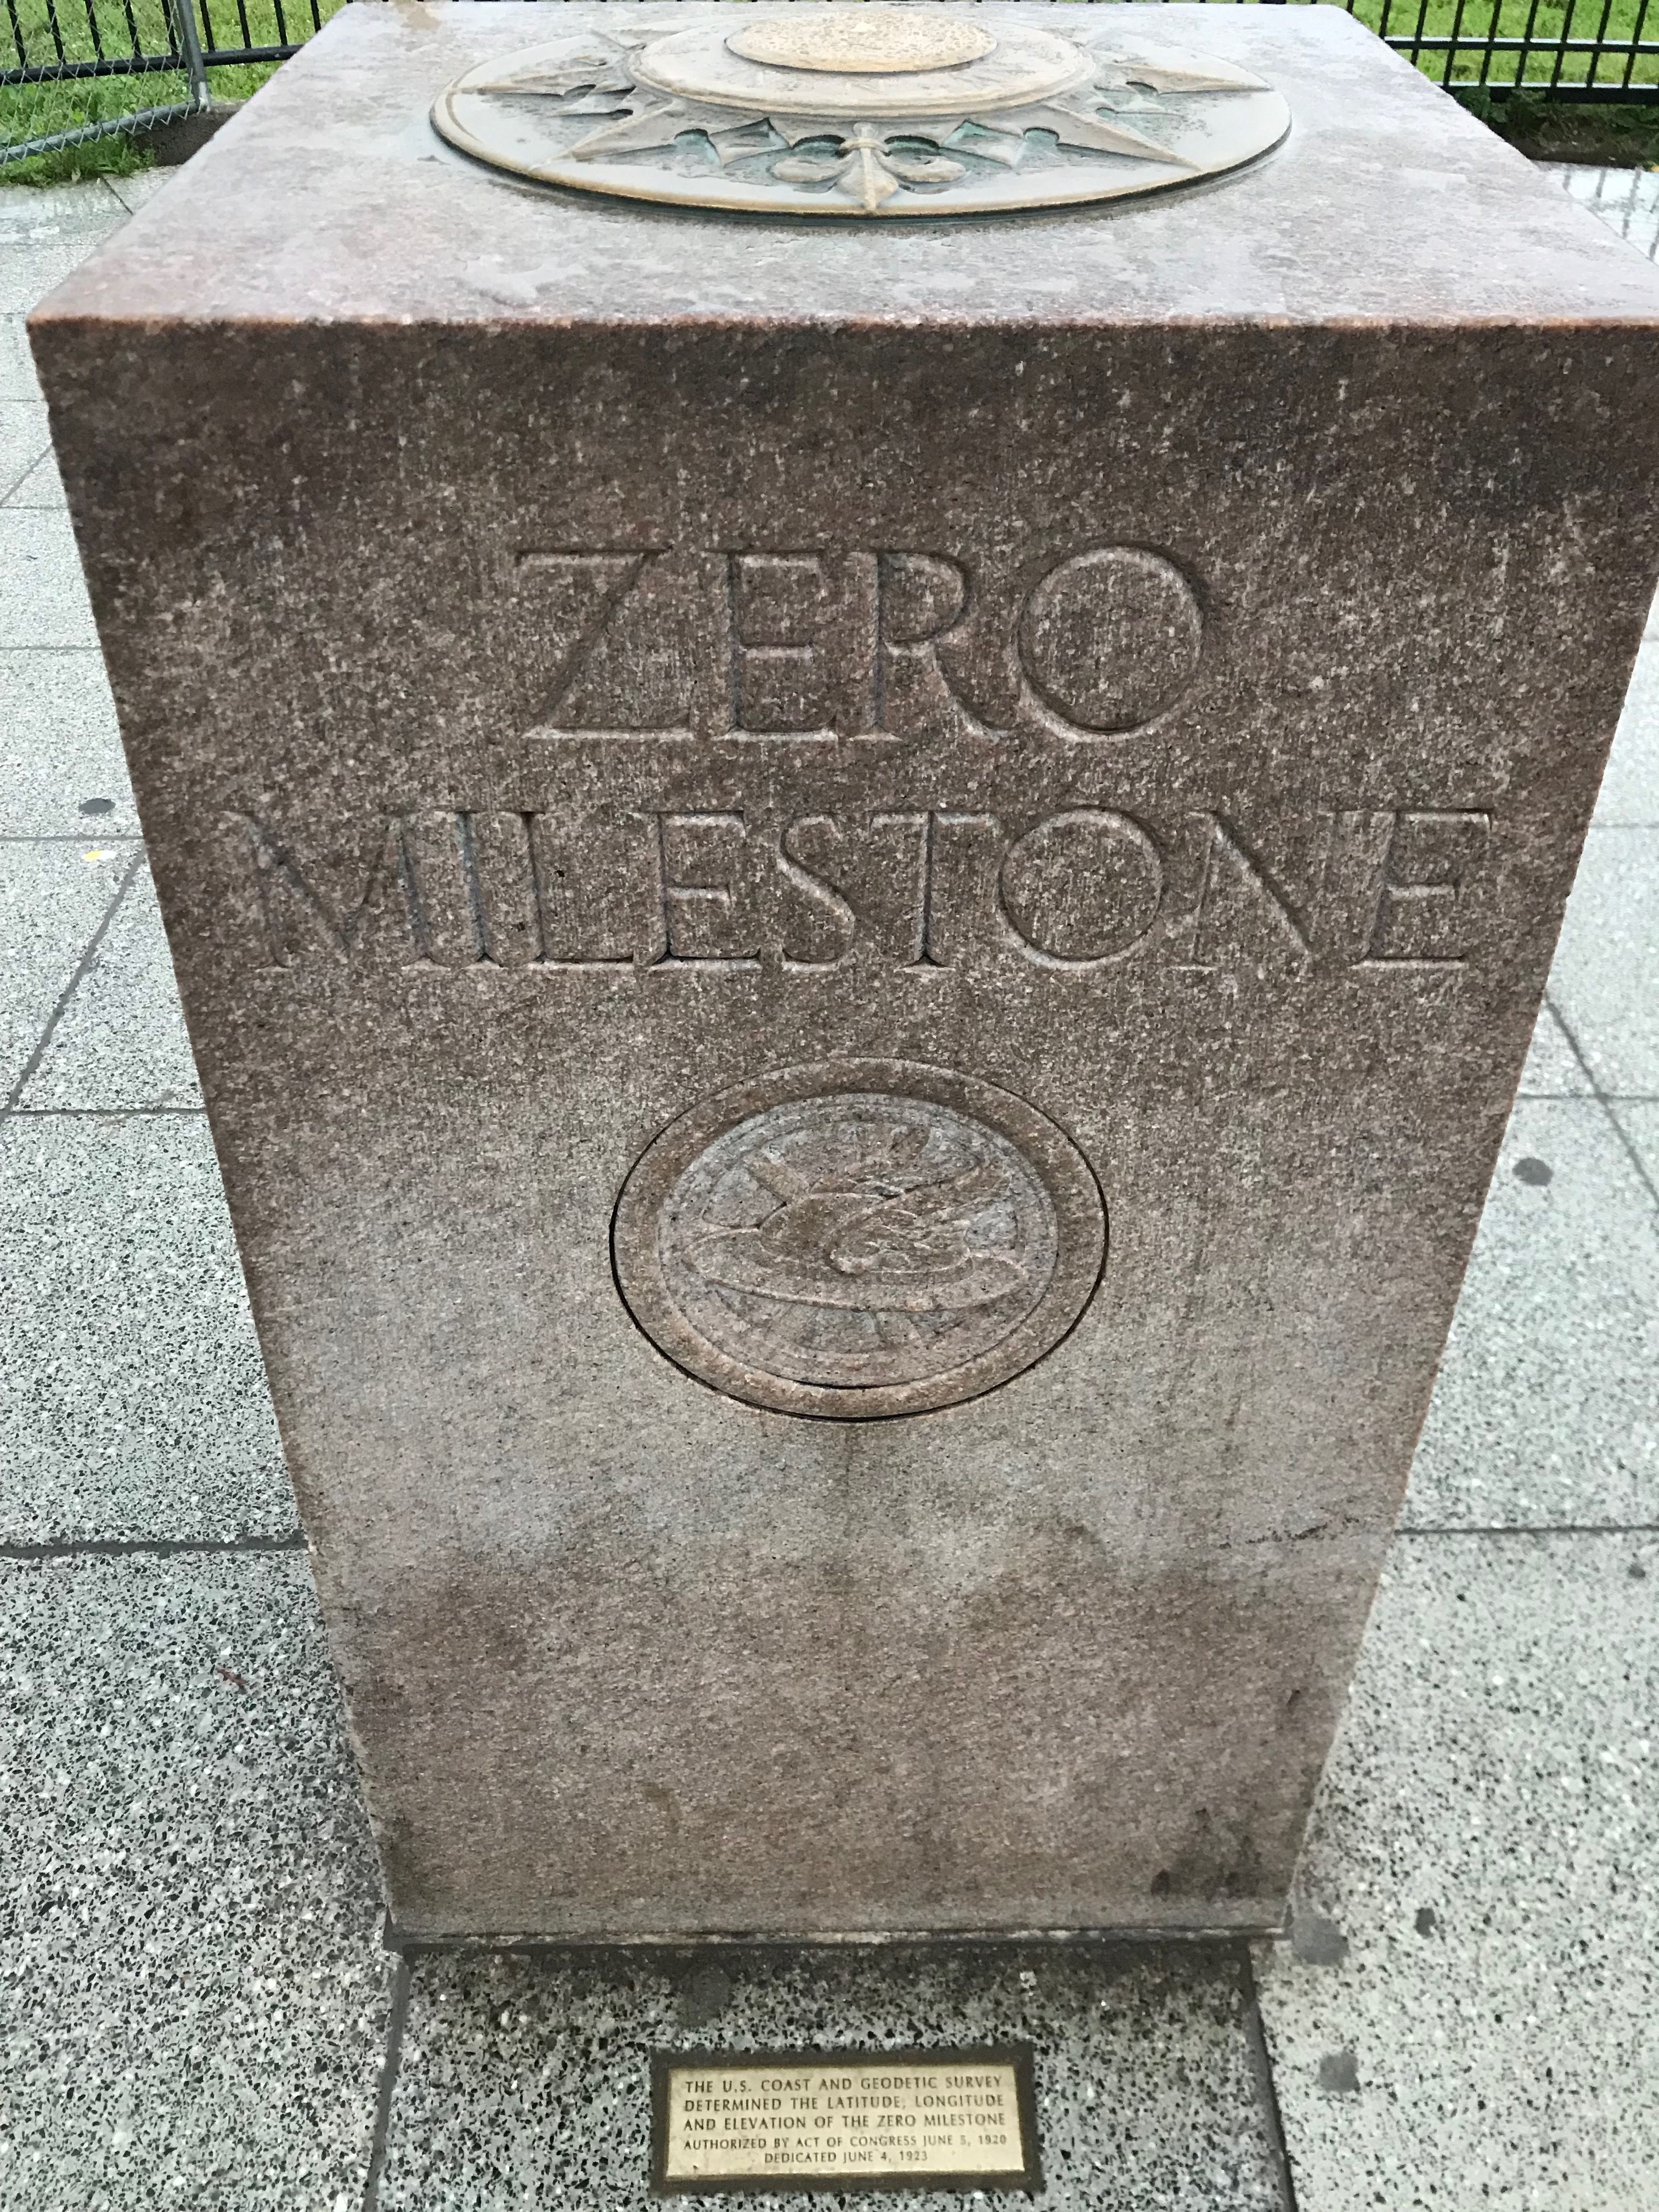 ZERO
MILESTONE
THE U.S. COAST AND GEODETIC SURVEY
DETERMINED THE LATITUDE, LONGITUDE
AND ELEVATION OF THE ZERO MILESTONE
AUTHORIZED BY ACT OF CONGRESS JUNE 5, 1920
DEDICATED JUNE 4, 1923